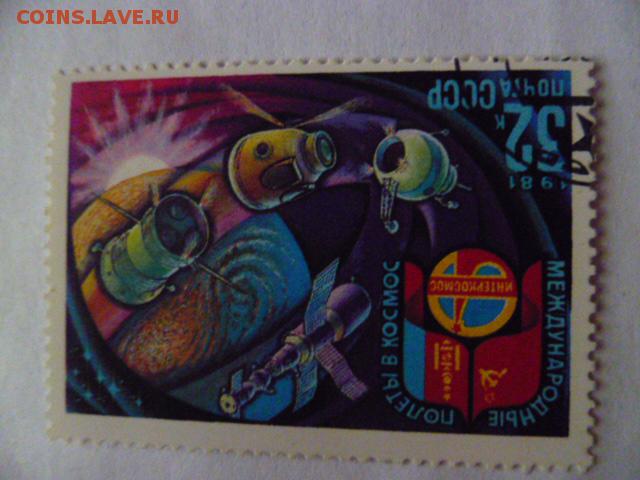 COINS.LAVE.RU
ПОЧТА СССР
32 к
1981
ИНТЕРКОСМОС
МЕЖДУНАРОДНЫЕ
ПОЛЕТЫ В КОСМОС